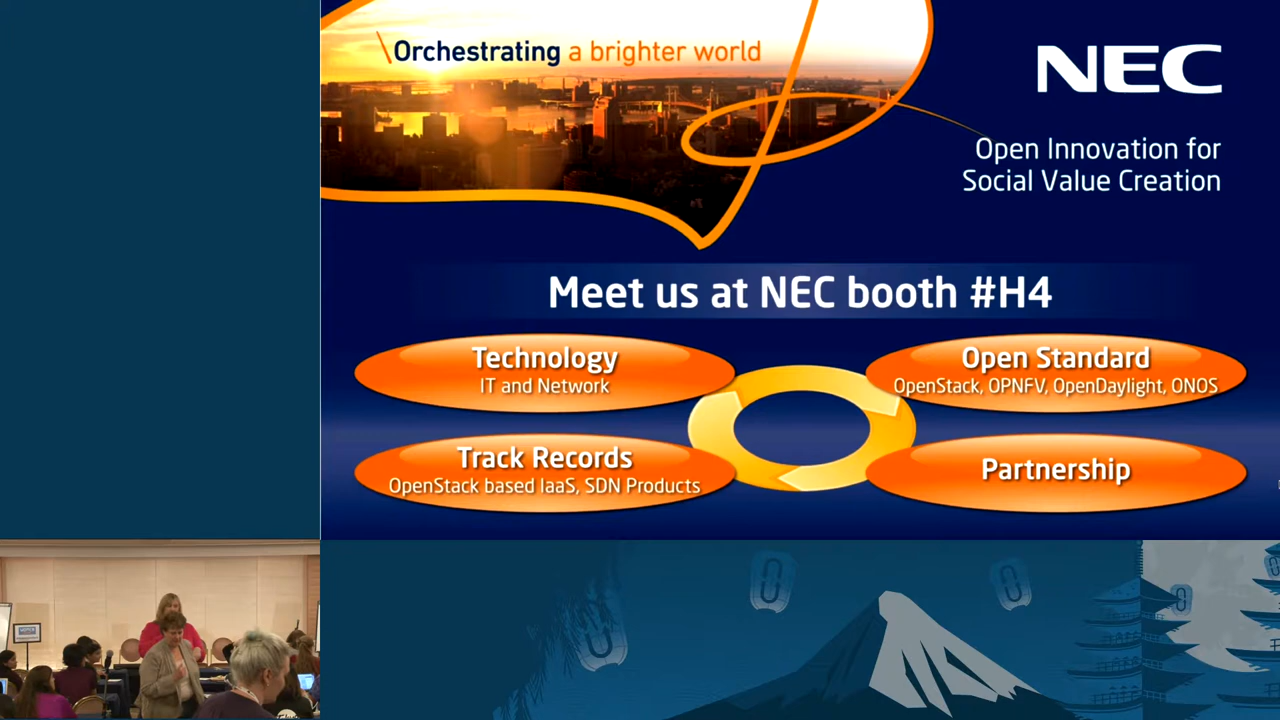 \Orchestrating a brighter world
NEC
Open Innovation for
Social Value Creation
Meet us at NEC booth #H4
Technology
IT and Network
Open Standard
OpenStack, OPNFV, OpenDaylight, ONOS
Track Records
OpenStack based IaaS, SDN Products
Partnership